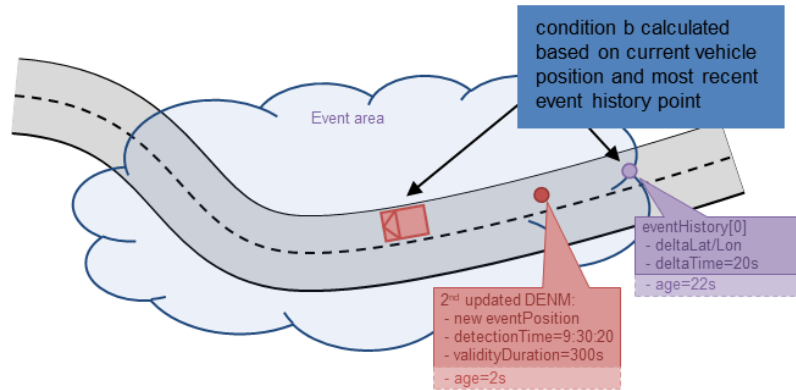 condition b calculated
based on current vehicle
position and most recent
event history point
Event area
eventHistory[0]
- deltaLat/Lon
- deltaTime=20s
- age=22s
2nd updated DENM:
- new eventPosition
- detectionTime=9:30:20
- validityDuration=300s
- age=2s